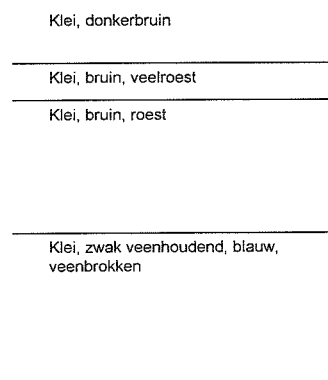 Klei, donkerbruin
Klei, bruin, veelroest
Klei, bruin, roest
Klei, zwak veenhoudend, blauw,
veenbrokken